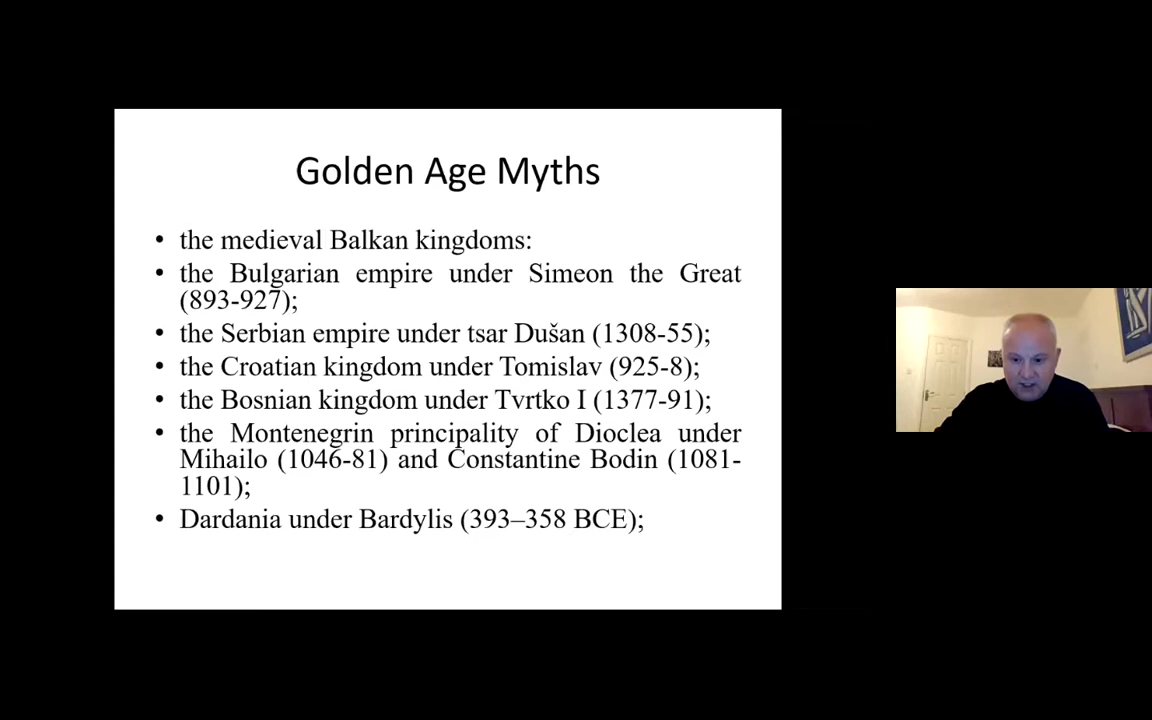 Golden Age Myths
• the medieval Balkan kingdoms:
• the Bulgarian empire under Simeon the Great
(893-927);
• the Serbian empire under tsar Dušan (1308-55);
• the Croatian kingdom under Tomislav (925-8);
• the Bosnian kingdom under Tvrtko I (1377-91);
• the Montenegrin principality of Dioclea under
Mihailo (1046-81) and Constantine Bodin (1081-
1101);
• Dardania under Bardylis (393–358 BCE);